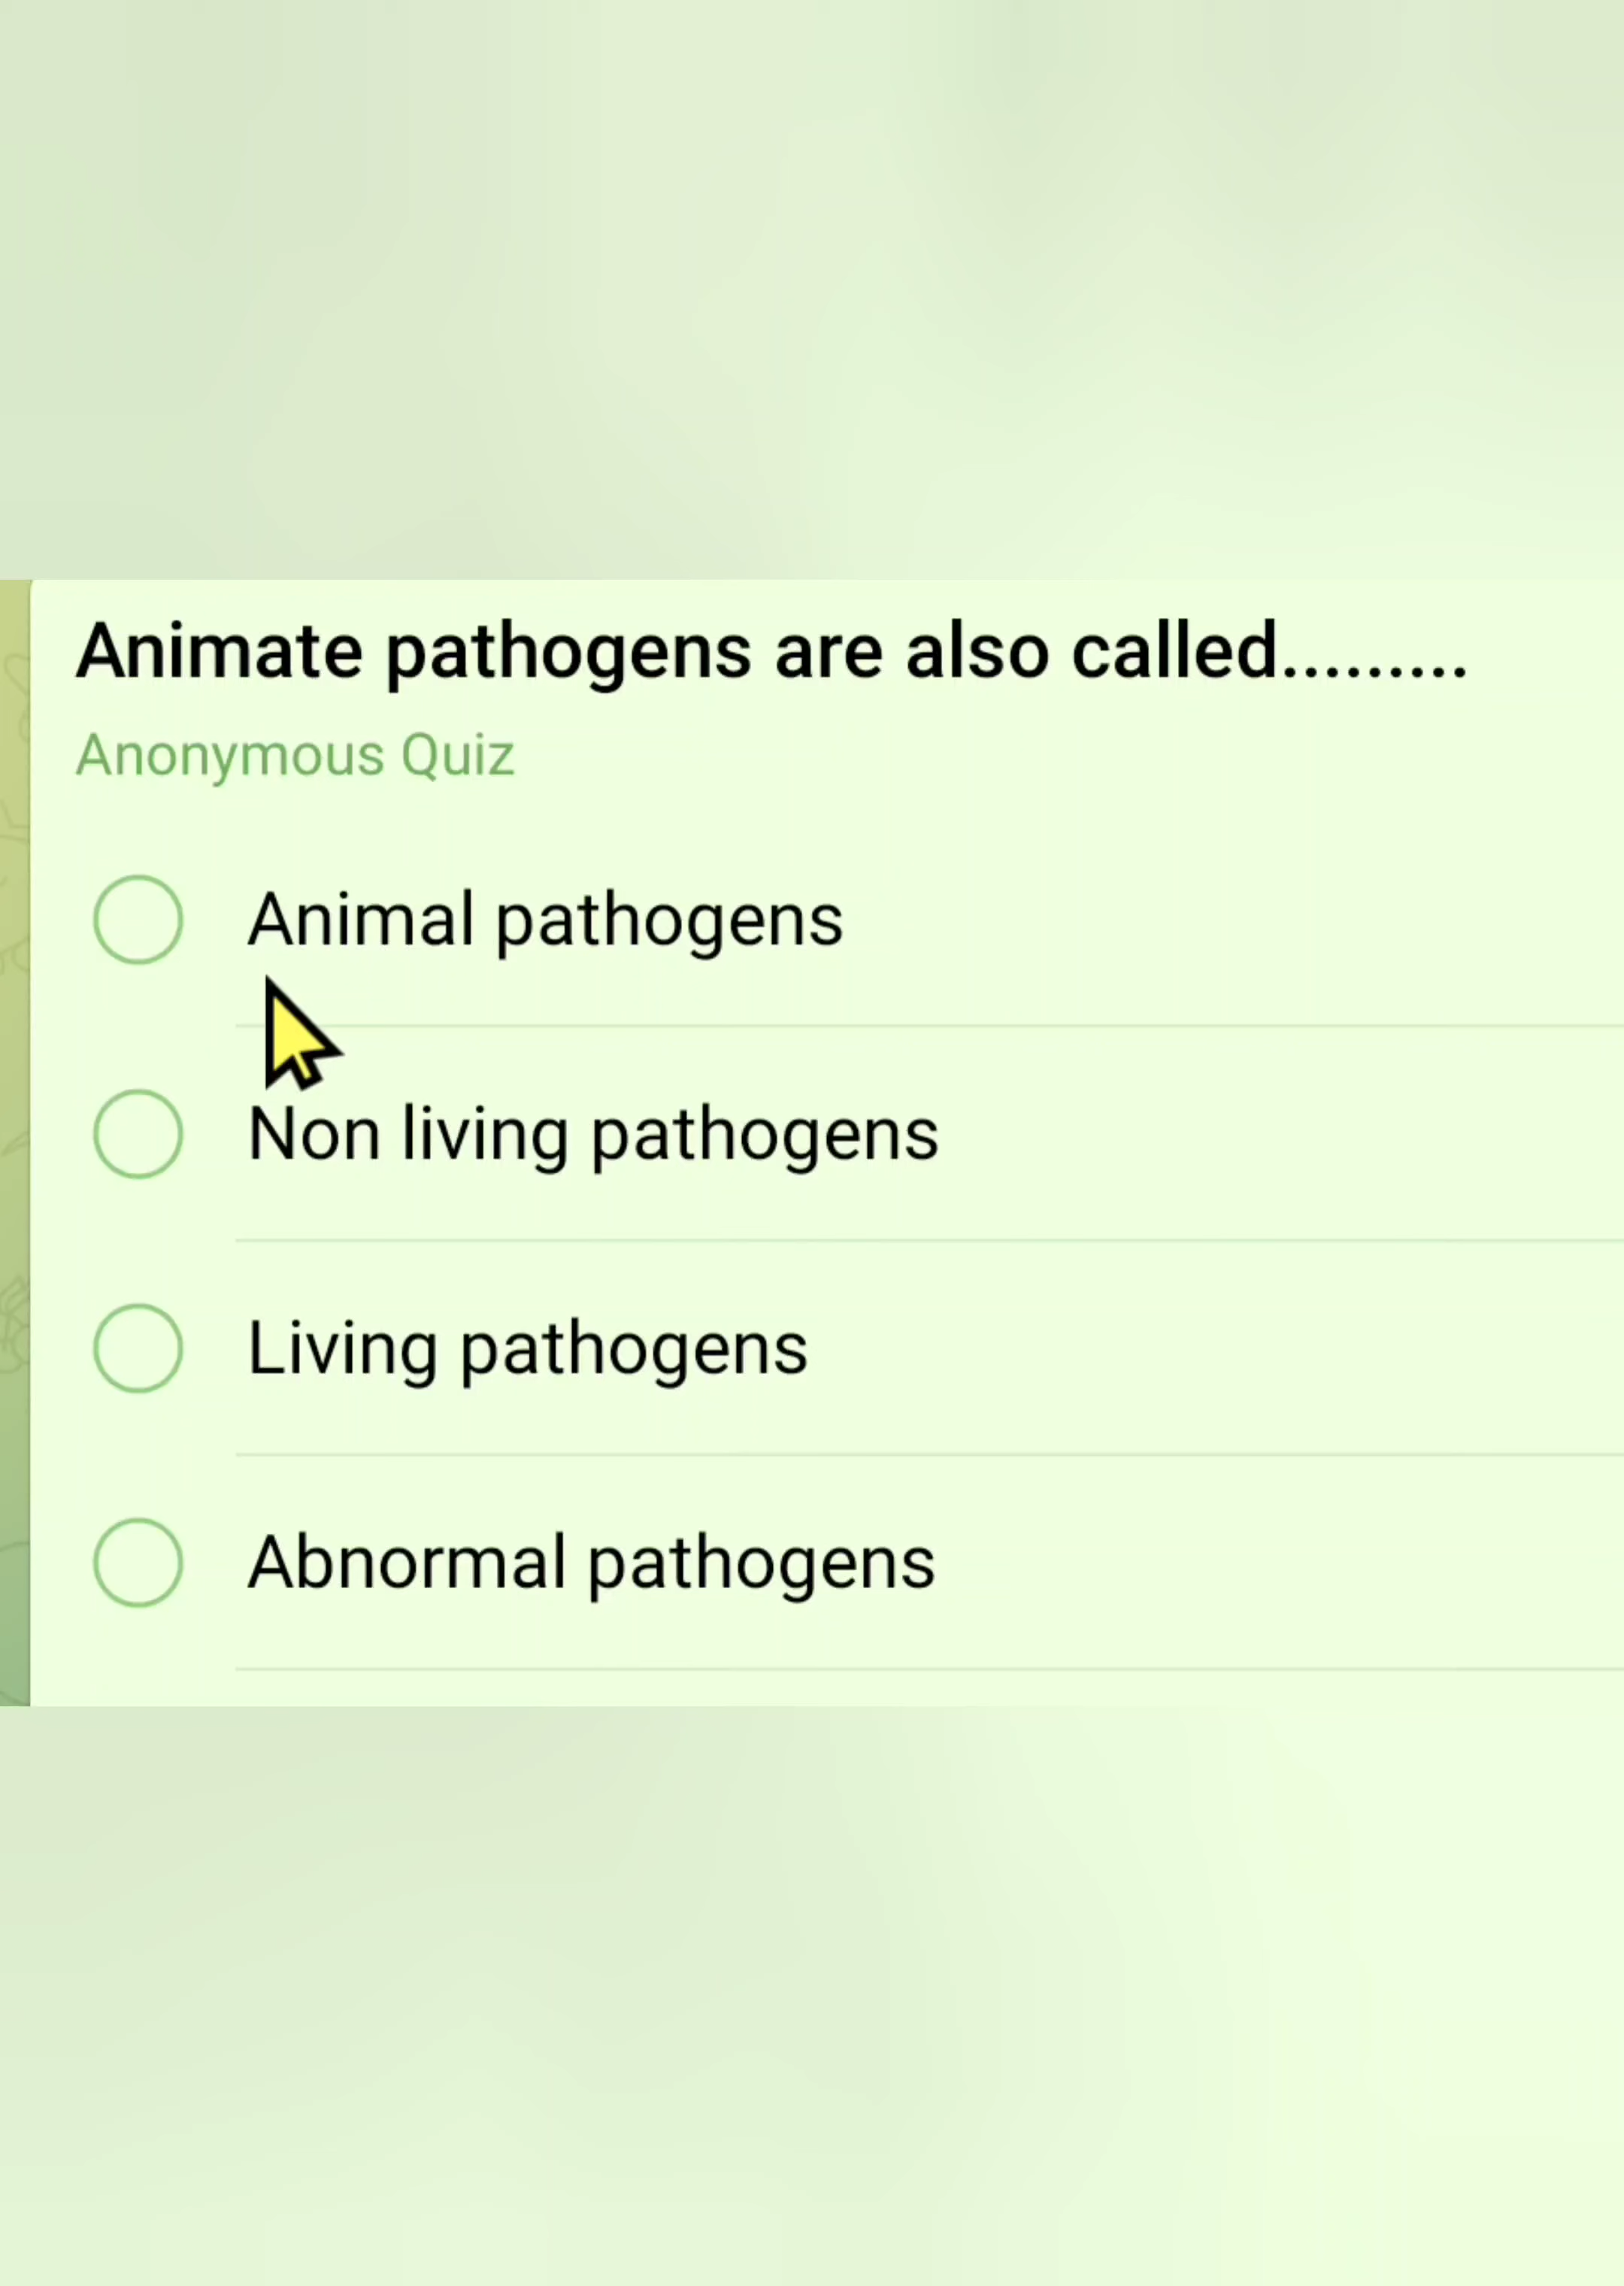 Animate pathogens are also called.........
Anonymous Quiz
Animal pathogens
Non living pathogens
Living pathogens
Abnormal pathogens